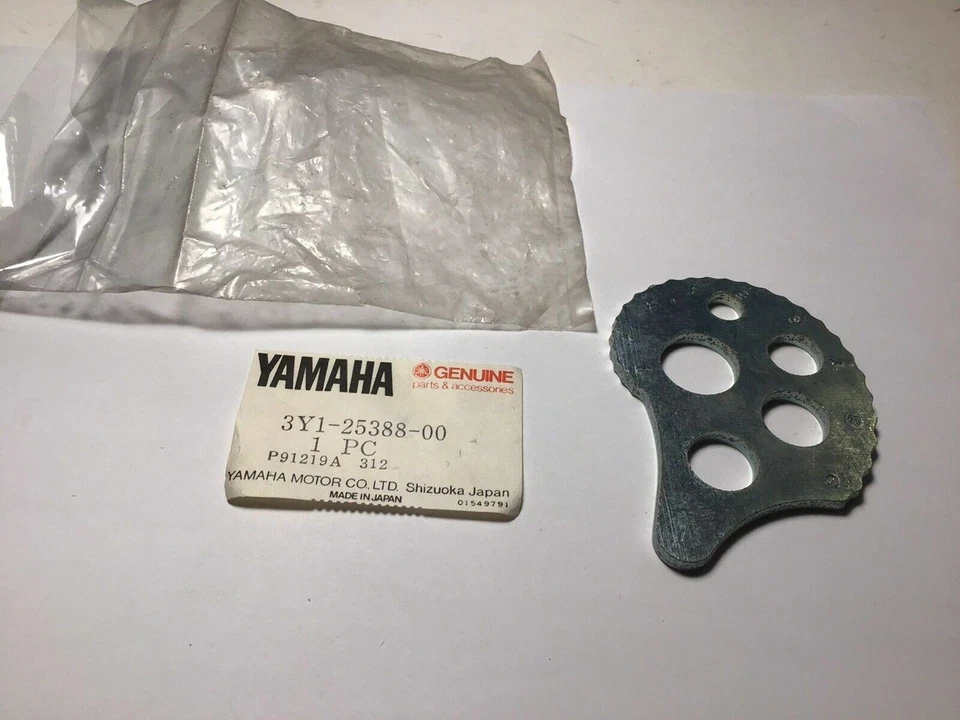 YAMAHA GENUINE
parts & accessories
3Y1-25388-00
1 PC
P91219A 312
YAMAHA MOTOR CO., LTD. Shizuoka Japan
MADE IN JAPAN 01549791